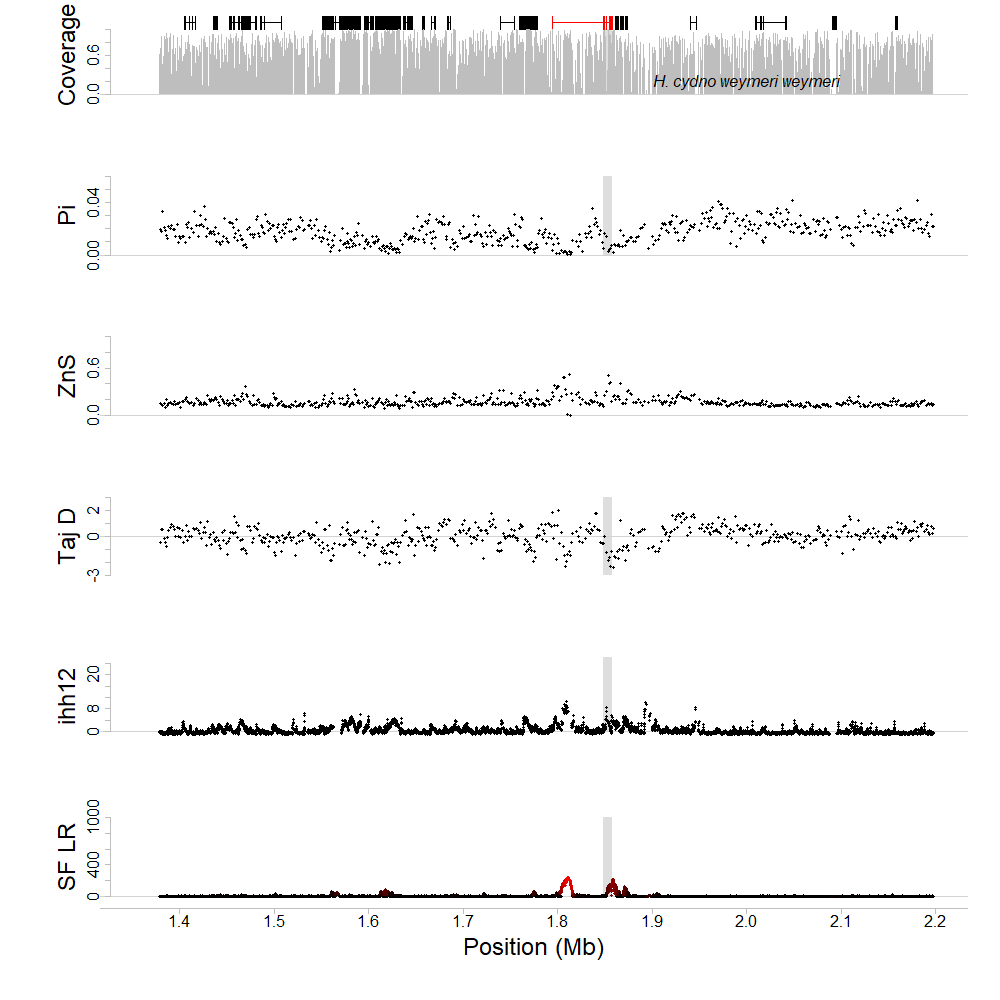 Coverage
0.6
0.0
H. cydno weymeri weymeri
Pi
0.04
0.00
ZnS
0.6
0.0
Taj D
2
0
-3
ihh12
20
8
0
SF LR
1000
400
0
1.4 1.5 1.6 1.7 1.8 1.9 2.0 2.1 2.2
Position (Mb)